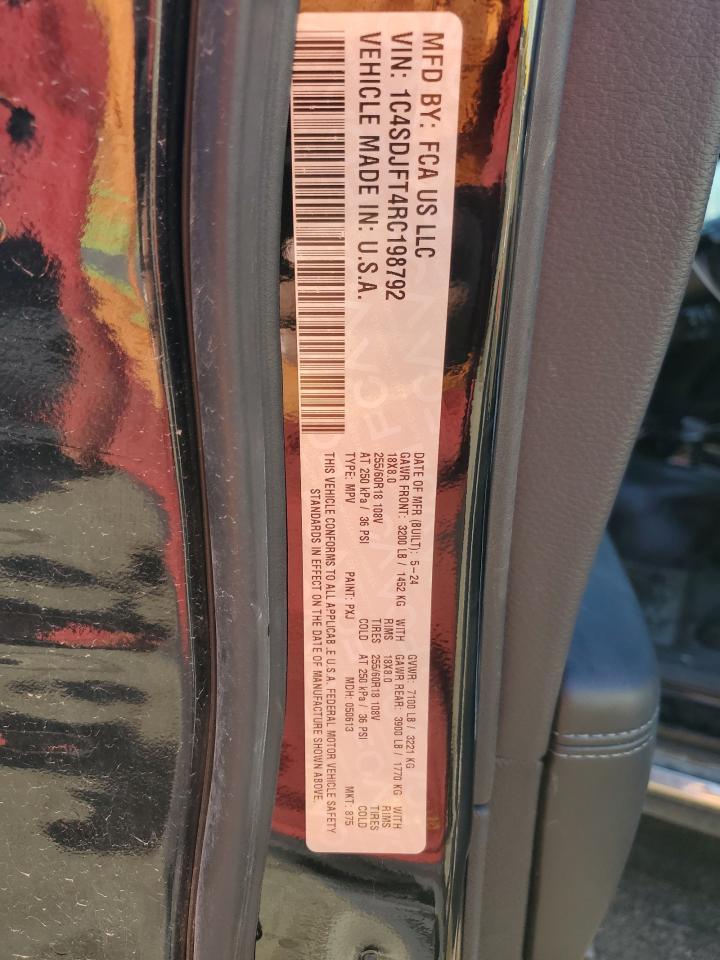 MFD BY: FCA US LLC
VIN: 1C4SDJFT4RC198792
VEHICLE MADE IN: U.S.A.
DATE OF MFR (BUILT): 5-24 GVWR: 7100 LB / 3221 KG
GAWR FRONT: 3200 LB / 1452 KG WITH GAWR REAR: 3900 LB / 1770 KG WITH
18X8.0 RIMS 18X8.0 RIMS
255/60R18 108V TIRES 255/60R18 108V TIRES
AT 250 kPa / 36 PSI COLD AT 250 kPa / 36 PSI COLD
TYPE: MPV PAINT: PXJ MDH: 050613 MKT: 875
THIS VEHICLE CONFORMS TO ALL APPLICAB.E U.S.A. FEDERAL MOTOR VEHICLE SAFETY
STANDARDS IN EFFECT ON THE DATE OF MANUFACTURE SHOWN ABOVE.